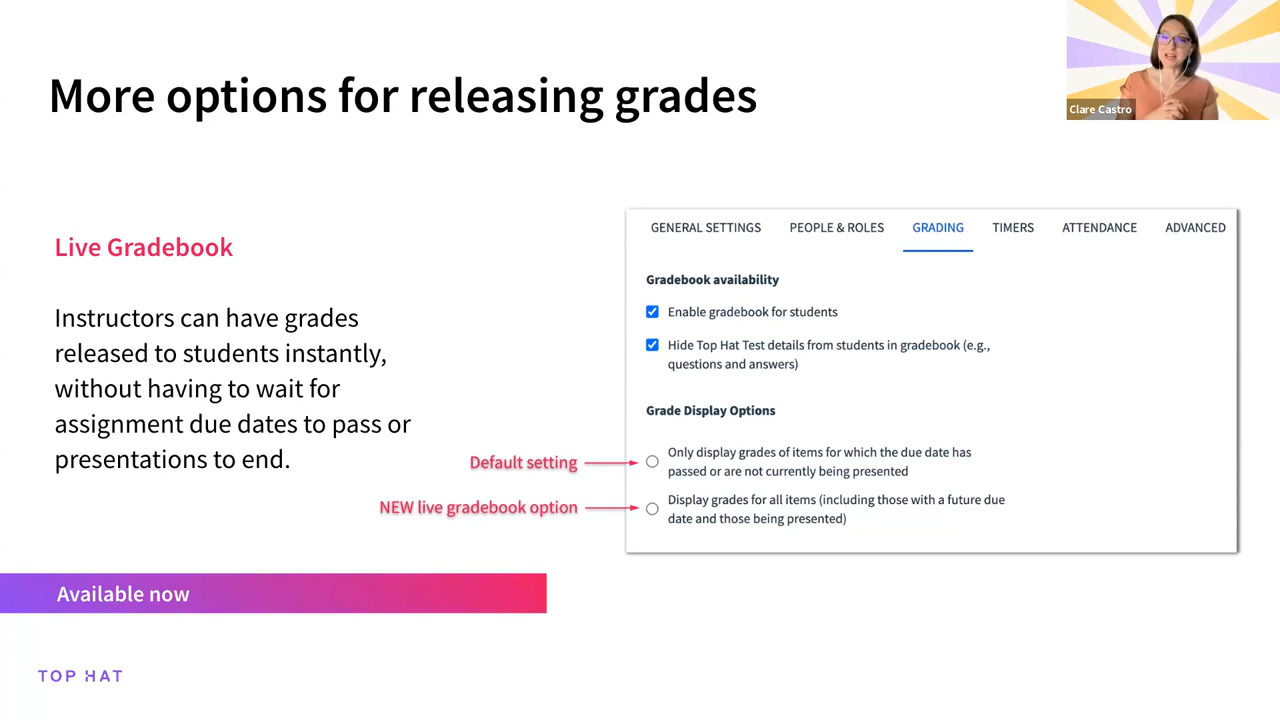 More options for releasing grades
Clare Castro
Live Gradebook
Instructors can have grades
released to students instantly,
without having to wait for
assignment due dates to pass or
presentations to end.
GENERAL SETTINGS PEOPLE & ROLES GRADING TIMERS ATTENDANCE ADVANCED
Gradebook availability
Enable gradebook for students
Hide Top Hat Test details from students in gradebook (e.g.,
questions and answers)
Grade Display Options
Default setting
Only display grades of items for which the due date has
passed or are not currently being presented
NEW live gradebook option
Display grades for all items (including those with a future due
date and those being presented)
Available now
TOP HAT